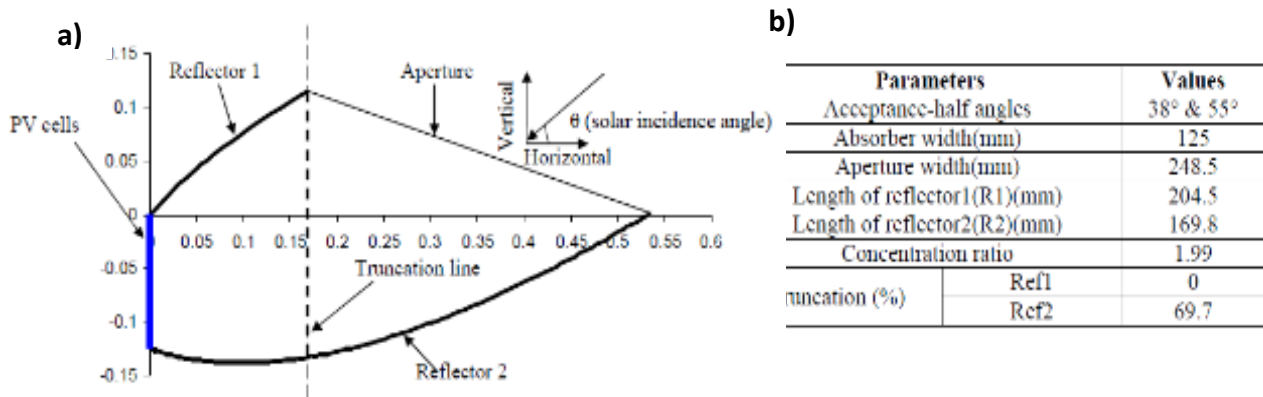 a)
0.15
Reflector 1
Aperture
0.1
PV cells
Vertical
θ (solar incidence angle)
0.05
Horizontal
0
0.05
0.1
0.15
0.2
0.25
0.3
0.35
0.4
0.45
0.5
0.55
0.6
-0.05
Truncation line
-0.1
Reflector 2
-0.15
b)
Parameters Values
Acceptance-half angles 38° & 55°
Absorber width(mm) 125
Aperture width(mm) 248.5
Length of reflector1(R1)(mm) 204.5
Length of reflector2(R2)(mm) 169.8
Concentration ratio 1.99
runcation (%) Ref1 0
Ref2 69.7